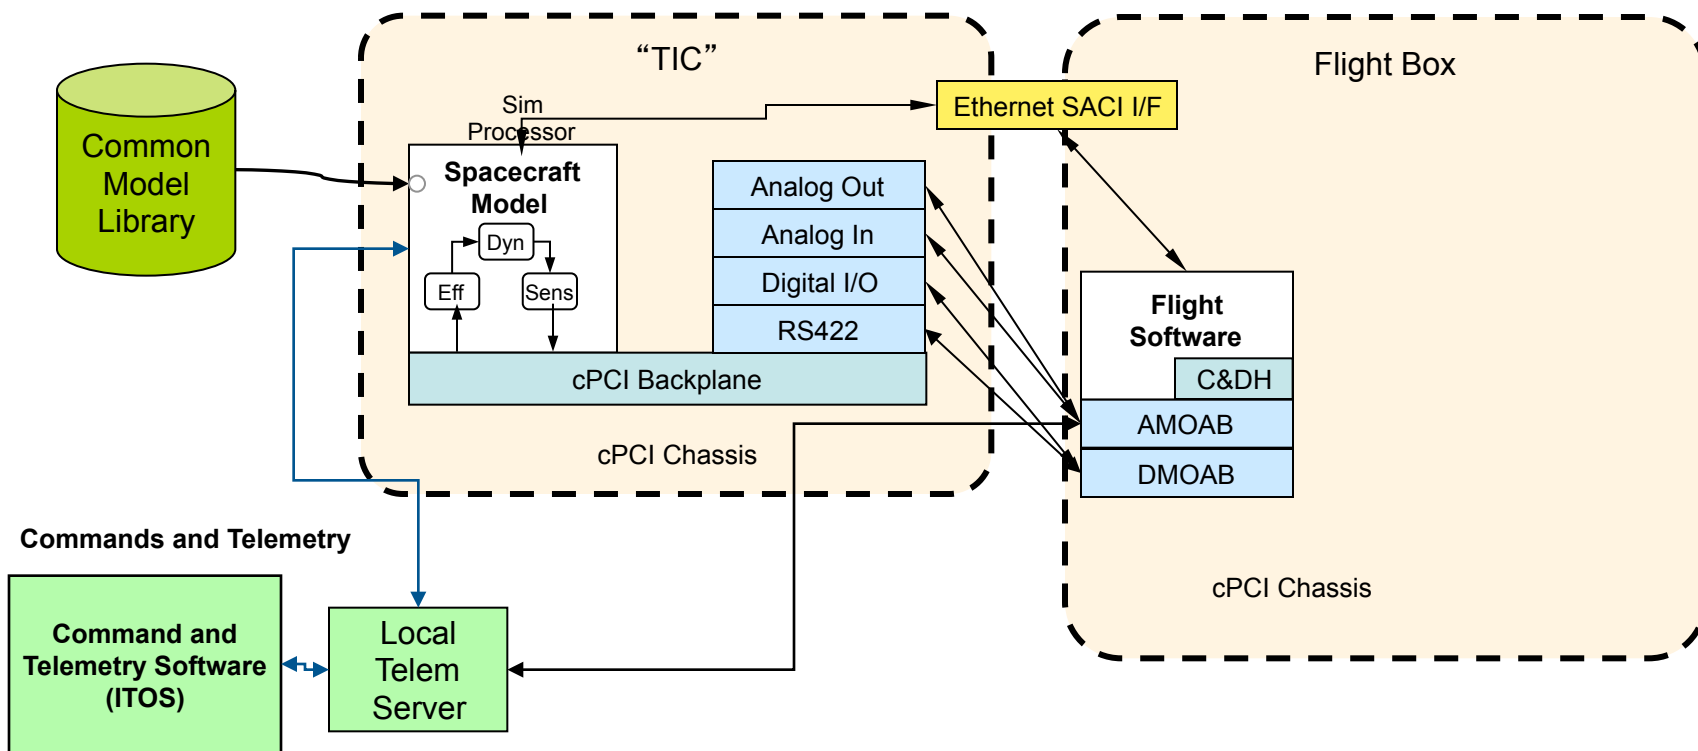 “TIC”
Flight Box
Sim
Processor
Ethernet SACI I/F
Common
Model
Library
Spacecraft
Model
Dyn
Eff
Sens
Analog Out
Analog In
Digital I/O
RS422
cPCI Backplane
cPCI Chassis
Flight
Software
C&DH
AMOAB
DMOAB
cPCI Chassis
Commands and Telemetry
Command and
Telemetry Software
(ITOS)
Local
Telem
Server